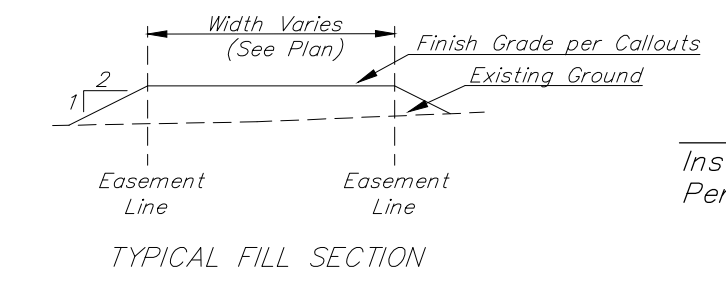 Width Varies
(See Plan)
Finish Grade per Callouts
2
1
Existing Ground
Easement
Line
Easement
Line
TYPICAL FILL SECTION